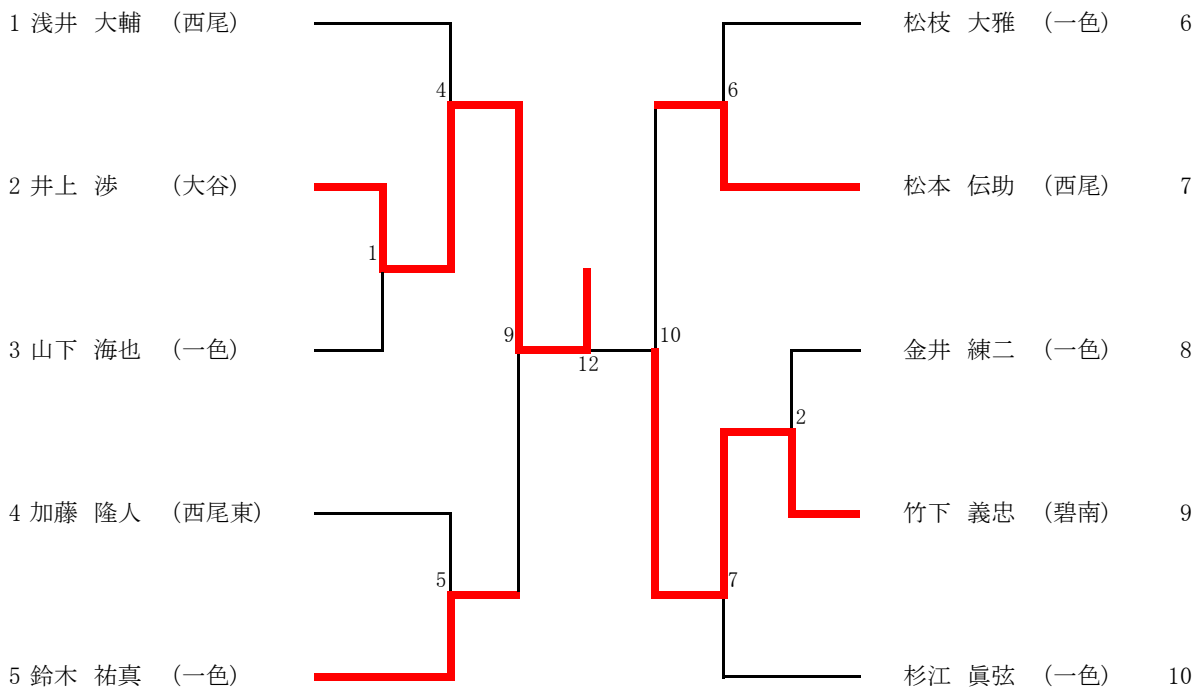 1 浅井 大輔 (西尾) 松枝 大雅 (一色) 6
4 6
2 井上 渉 (大谷) 松本 伝助 (西尾) 7
1
9 10
3 山下 海也 (一色) 金井 練二 (一色) 8
12
2
4 加藤 隆人 (西尾東) 竹下 義忠 (碧南) 9
5 7
5 鈴木 祐真 (一色) 杉江 眞弦 (一色) 10